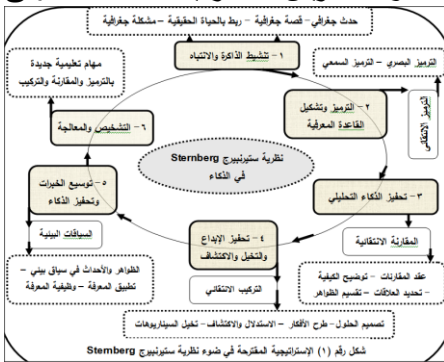 حدث جغرافي - قصة جغرافية - ربط بالحياة الحقيقية - مشكلة جغرافية
١- تنشيط الذاكرة والانتباه
الترميز البصري - الترميز السمعي
الترميز الانتقائي
٢- الترميز وتشكيل
القاعدة المعرفية
٣- تحفيز الذكاء التحليلي
المقارنة الانتقائية
عقد المقارنات - توضيح الكيفية
- تحديد العلاقات - تقسيم الظواهر
٤- تحفيز الإبداع
والتخيل والاكتشاف
التركيب الانتقائي
تصميم الحلول - طرح الأفكار - الاستدلال والاكتشاف - تخيل السيناريوهات
٥- توسيع الخبرات
وتحفيز الذكاء
السياقات البيئية
الظواهر والأحداث في سياق بيئي -
تطبيق المعرفة - وظيفية المعرفة
٦- التشخيص والمعالجة
مهام تعليمية جديدة
بالترميز والمقارنة والتركيب
نظرية ستيرنبيرج Sternberg
في الذكاء
شكل رقم (١) الإستراتيجية المقترحة في ضوء نظرية ستيرنبيرج Sternberg